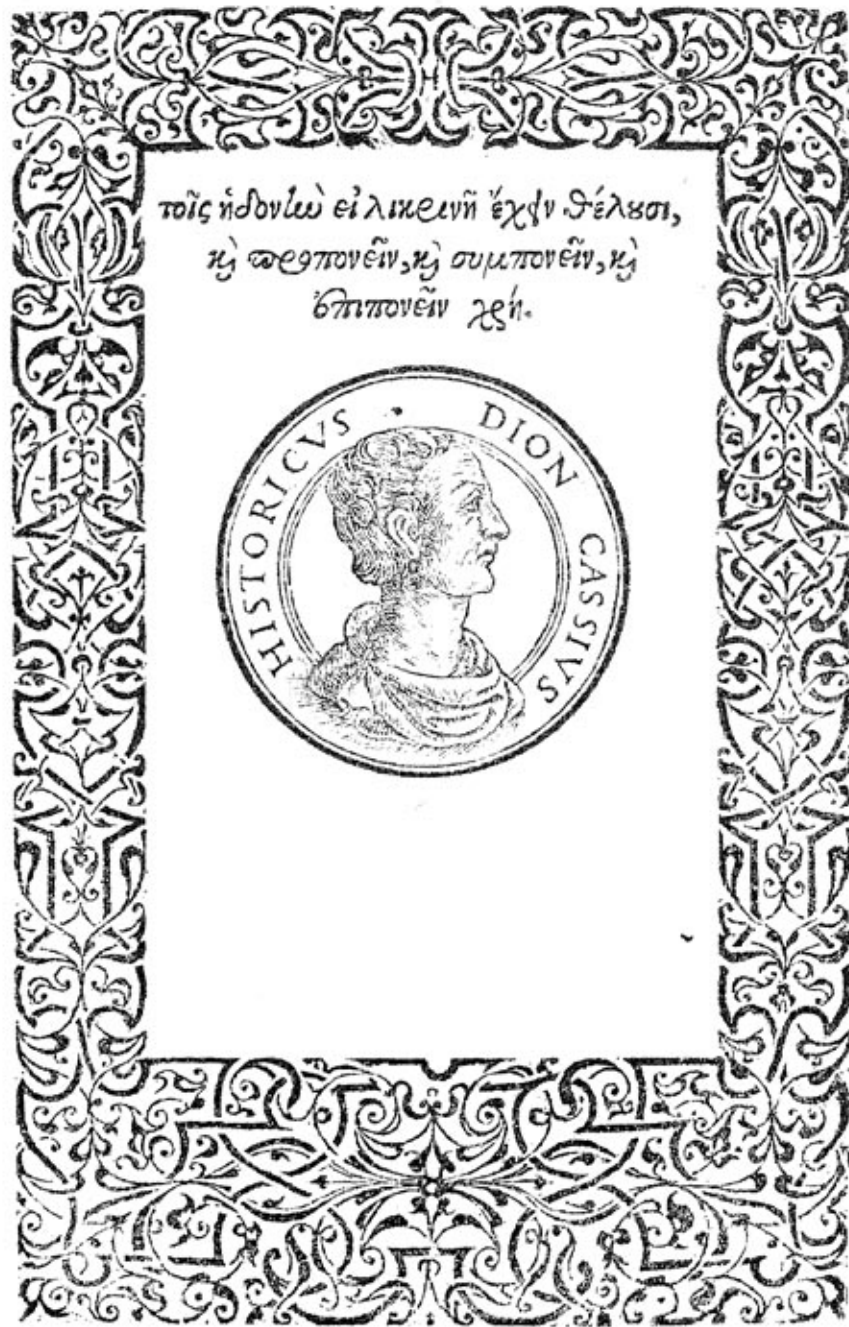 τοῖς ἡδονὴν εἰλικρινῆ ἔχειν θέλουσι,
καὶ προπονεῖν, καὶ συμπονεῖν, καὶ
ἐπιπονεῖν χρή.
HISTORICVS DION CASSIVS